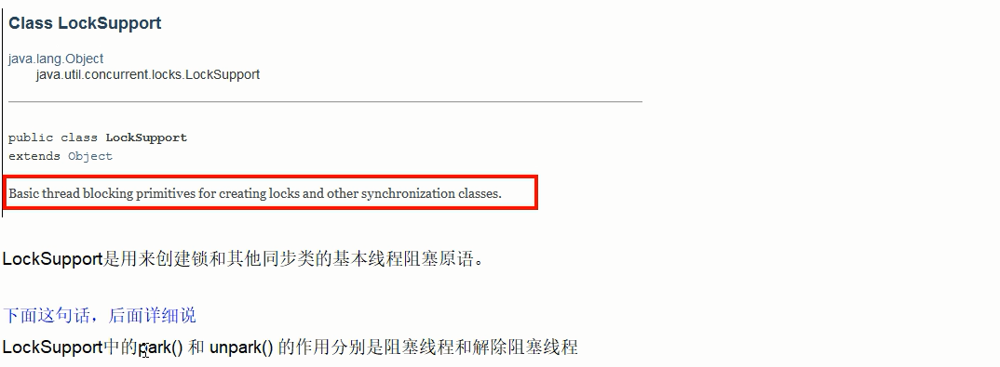 Class LockSupport
java.lang.Object
java.util.concurrent.locks.LockSupport
public class LockSupport
extends Object
Basic thread blocking primitives for creating locks and other synchronization classes.
LockSupport是用来创建锁和其他同步类的基本线程阻塞原语。
下面这句话，后面详细说
LockSupport中的park() 和 unpark() 的作用分别是阻塞线程和解除阻塞线程